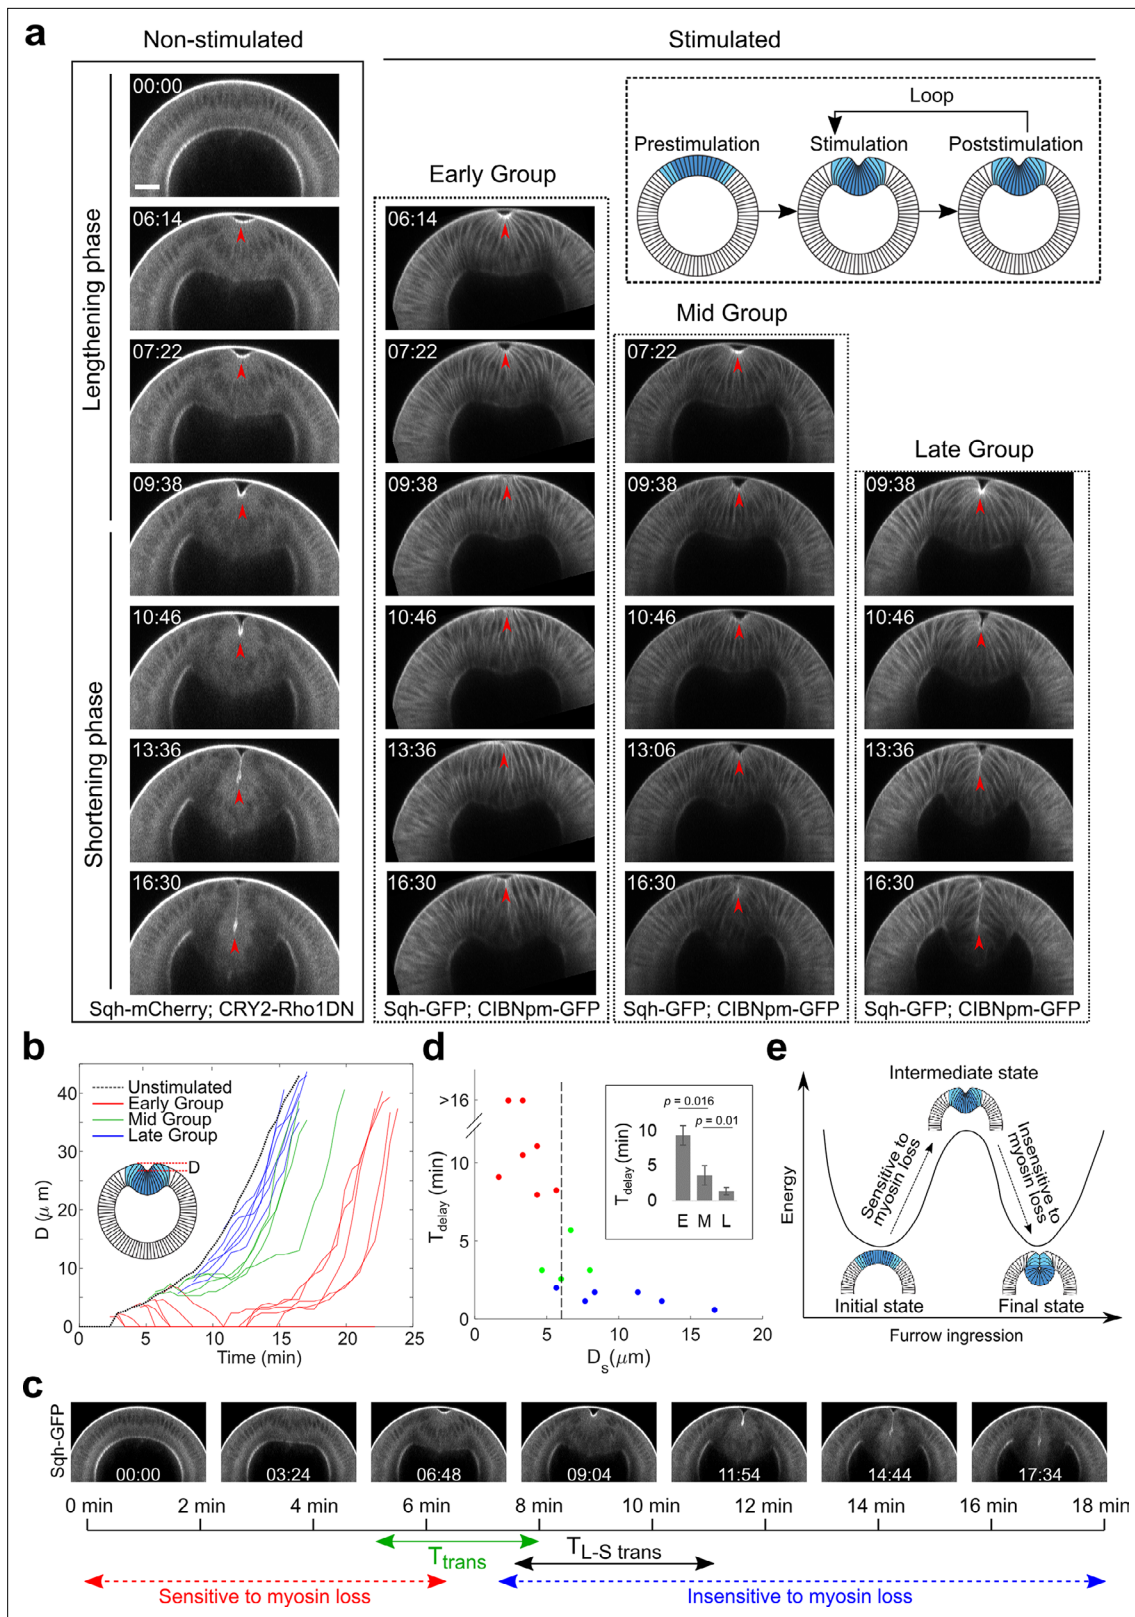 a
Non-stimulated
Stimulated
Loop
Prestimulation
Stimulation
Poststimulation
Early Group
Mid Group
Late Group
Lengthening phase
Shortening phase
00:00
06:14
06:14
07:22
07:22
07:22
09:38
09:38
09:38
09:38
10:46
10:46
10:46
10:46
13:36
13:36
13:06
13:36
16:30
16:30
16:30
16:30
Sqh-mCherry; CRY2-Rho1DN
Sqh-GFP; CIBNpm-GFP
Sqh-GFP; CIBNpm-GFP
Sqh-GFP; CIBNpm-GFP
b
Unstimulated
Early Group
Mid Group
Late Group
D
D (μ m)
40
30
20
10
0
0
5
10
15
20
25
Time (min)
d
>16
10
5
0
T_delay (min)
0
5
10
15
20
D_s(μm)
p = 0.016
p = 0.01
T_delay (min)
10
5
0
E M L
e
Intermediate state
Sensitive to
myosin loss
Insensitive to
myosin loss
Energy
Initial state
Final state
Furrow ingression
c
Sqh-GFP
00:00
03:24
06:48
09:04
11:54
14:44
17:34
0 min
2 min
4 min
6 min
8 min
10 min
12 min
14 min
16 min
18 min
T_trans
T_L-S trans
Sensitive to myosin loss
Insensitive to myosin loss